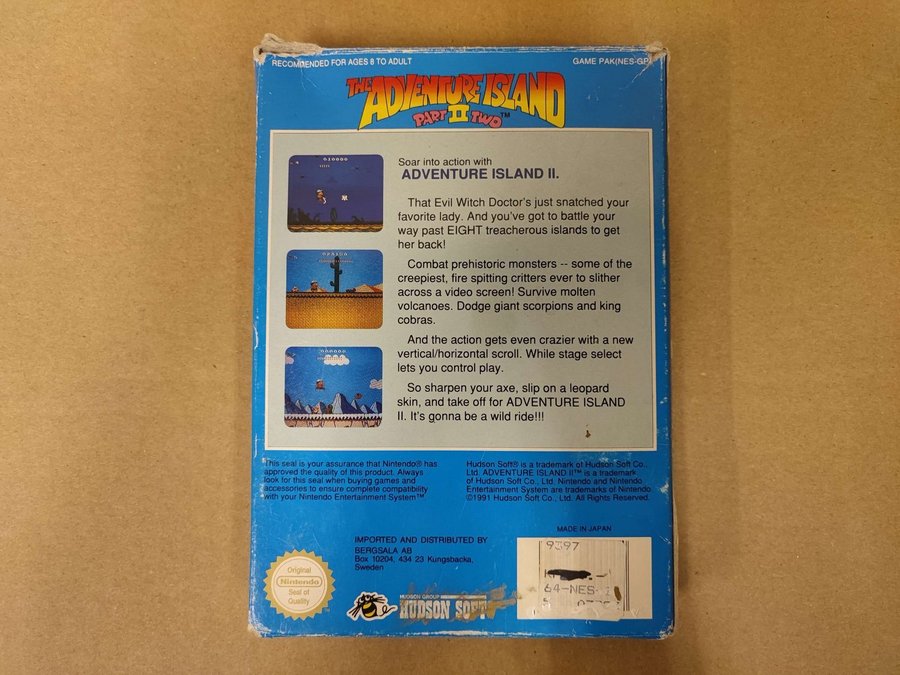 RECOMMENDED FOR AGES 8 TO ADULT
GAME PAK(NES-GP)
THE ADVENTURE ISLAND
PART II TWO™
Soar into action with
ADVENTURE ISLAND II.
That Evil Witch Doctor's just snatched your
favorite lady. And you've got to battle your
way past EIGHT treacherous islands to get
her back!
Combat prehistoric monsters -- some of the
creepiest, fire spitting critters ever to slither
across a video screen! Survive molten
volcanoes. Dodge giant scorpions and king
cobras.
And the action gets even crazier with a new
vertical/horizontal scroll. While stage select
lets you control play.
So sharpen your axe, slip on a leopard
skin, and take off for ADVENTURE ISLAND
II. It's gonna be a wild ride!!!
This seal is your assurance that Nintendo® has
approved the quality of this product. Always
look for this seal when buying games and
accessories to ensure complete compatibility
with your Nintendo Entertainment System™
Hudson Soft® is a trademark of Hudson Soft Co.,
Ltd. ADVENTURE ISLAND II™ is a trademark
of Hudson Soft Co., Ltd. Nintendo and Nintendo
Entertainment System are trademarks of Nintendo
©1991 Hudson Soft Co., Ltd. All Rights Reserved.
MADE IN JAPAN
IMPORTED AND DISTRIBUTED BY
BERGSALA AB
Box 10204, 434 23 Kungsbacka,
Sweden
9397
64-NES-
Original
Nintendo
Seal of
Quality
HUDSON GROUP
HUDSON SOFT